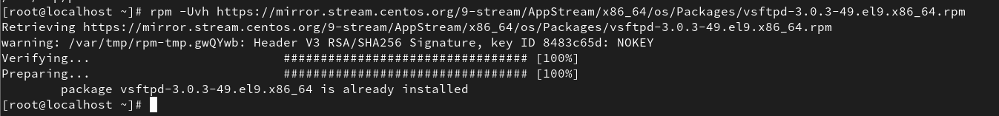 [root@localhost ~]# rpm -Uvh https://mirror.stream.centos.org/9-stream/AppStream/x86_64/os/Packages/vsftpd-3.0.3-49.el9.x86_64.rpm
Retrieving https://mirror.stream.centos.org/9-stream/AppStream/x86_64/os/Packages/vsftpd-3.0.3-49.el9.x86_64.rpm
warning: /var/tmp/rpm-tmp.gwQYwb: Header V3 RSA/SHA256 Signature, key ID 8483c65d: NOKEY
Verifying...                          ################################# [100%]
Preparing...                          ################################# [100%]
        package vsftpd-3.0.3-49.el9.x86_64 is already installed
[root@localhost ~]#